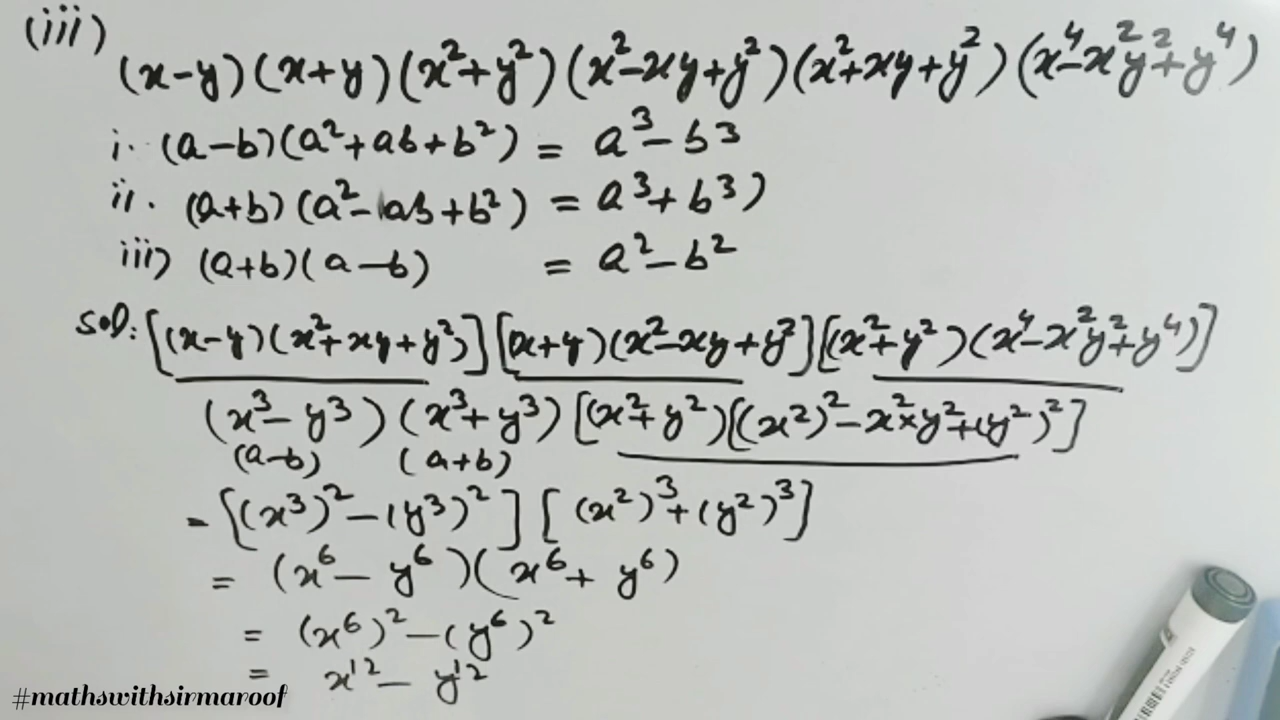 (iii)
(x-y)(x+y)(x²+y²)(x²-xy+y²)(x²+xy+y²)(x⁴-x²y²+y⁴)
i. (a-b)(a²+ab+b²) = a³-b³
ii. (a+b)(a²-ab+b²) = a³+b³)
iii) (a+b)(a-b) = a²-b²
Sol: [(x-y)(x²+xy+y²)][(x+y)(x²-xy+y²][(x²+y²)(x⁴-x²y²+y⁴)]
(x³-y³)(x³+y³)[(x²+y²)[(x²)²-x²×y²+(y²)²]
(a-b) (a+b)
= [(x³)²-(y³)²][(x²)³+(y²)³]
= (x⁶-y⁶)(x⁶+y⁶)
= (x⁶)²-(y⁶)²
= x¹²-y¹²
#mathswithsirmaroof